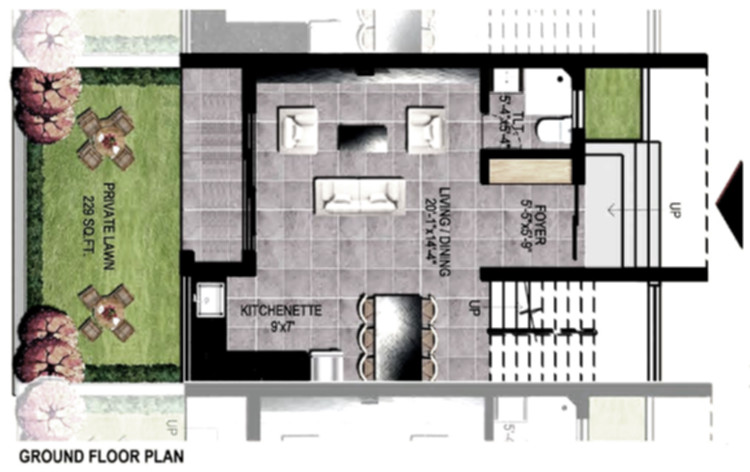 PRIVATE LAWN
229 SQ.FT.
LIVING / DINING
20'-1"x14'-4"
TLT.
5'-4"x5'-4"
FOYER
5'-5"x5'-9"
UP
KITCHENETTE
9'x7'
UP
UP
5'-4
GROUND FLOOR PLAN